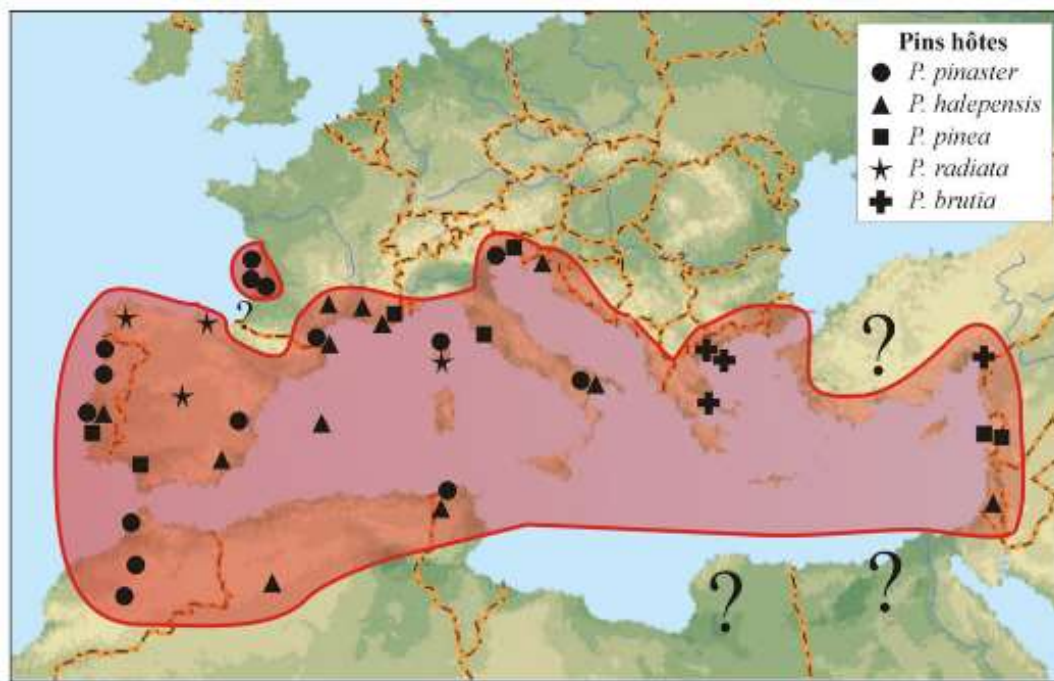 Pins hôtes
P. pinaster
P. halepensis
P. pinea
P. radiata
P. brutia
?
?
?
?